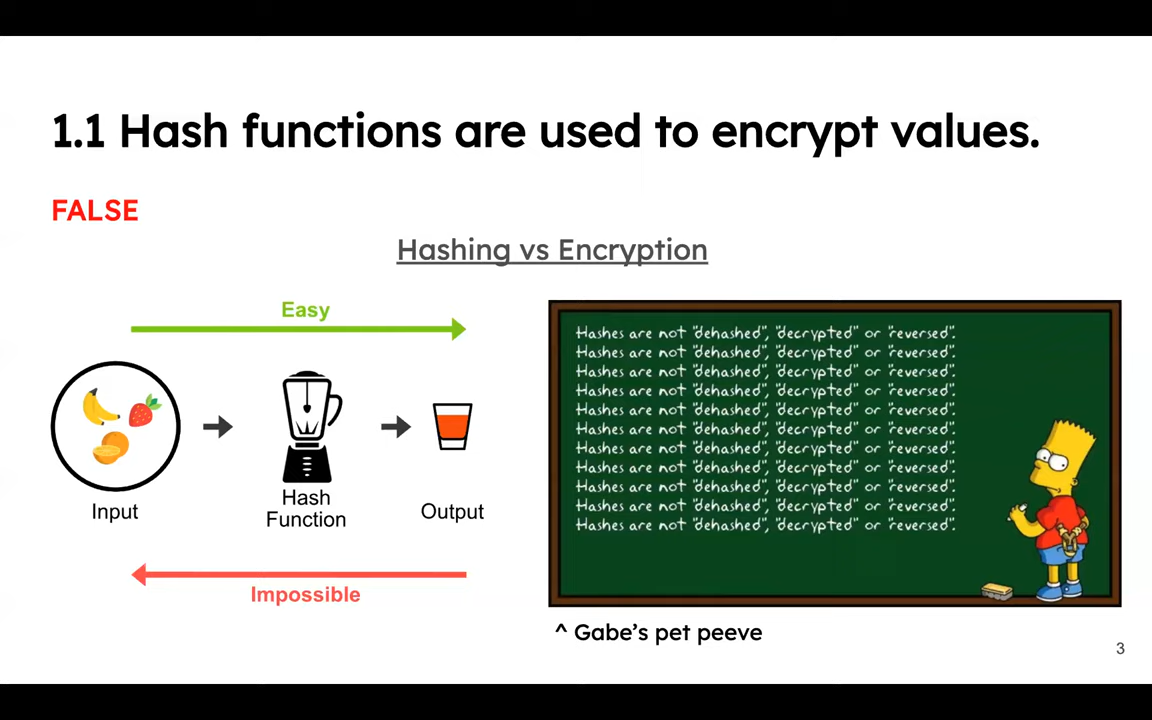 1.1 Hash functions are used to encrypt values.
FALSE
Hashing vs Encryption
Easy
Input
Hash
Function
Output
Impossible
Hashes are not "dehashed", "decrypted" or "reversed".
Hashes are not "dehashed", "decrypted" or "reversed".
Hashes are not "dehashed", "decrypted" or "reversed".
Hashes are not "dehashed", "decrypted" or "reversed".
Hashes are not "dehashed", "decrypted" or "reversed".
Hashes are not "dehashed", "decrypted" or "reversed".
Hashes are not "dehashed", "decrypted" or "reversed".
Hashes are not "dehashed", "decrypted" or "reversed".
Hashes are not "dehashed", "decrypted" or "reversed".
Hashes are not "dehashed", "decrypted" or "reversed".
Hashes are not "dehashed", "decrypted" or "reversed".
^ Gabe's pet peeve
3